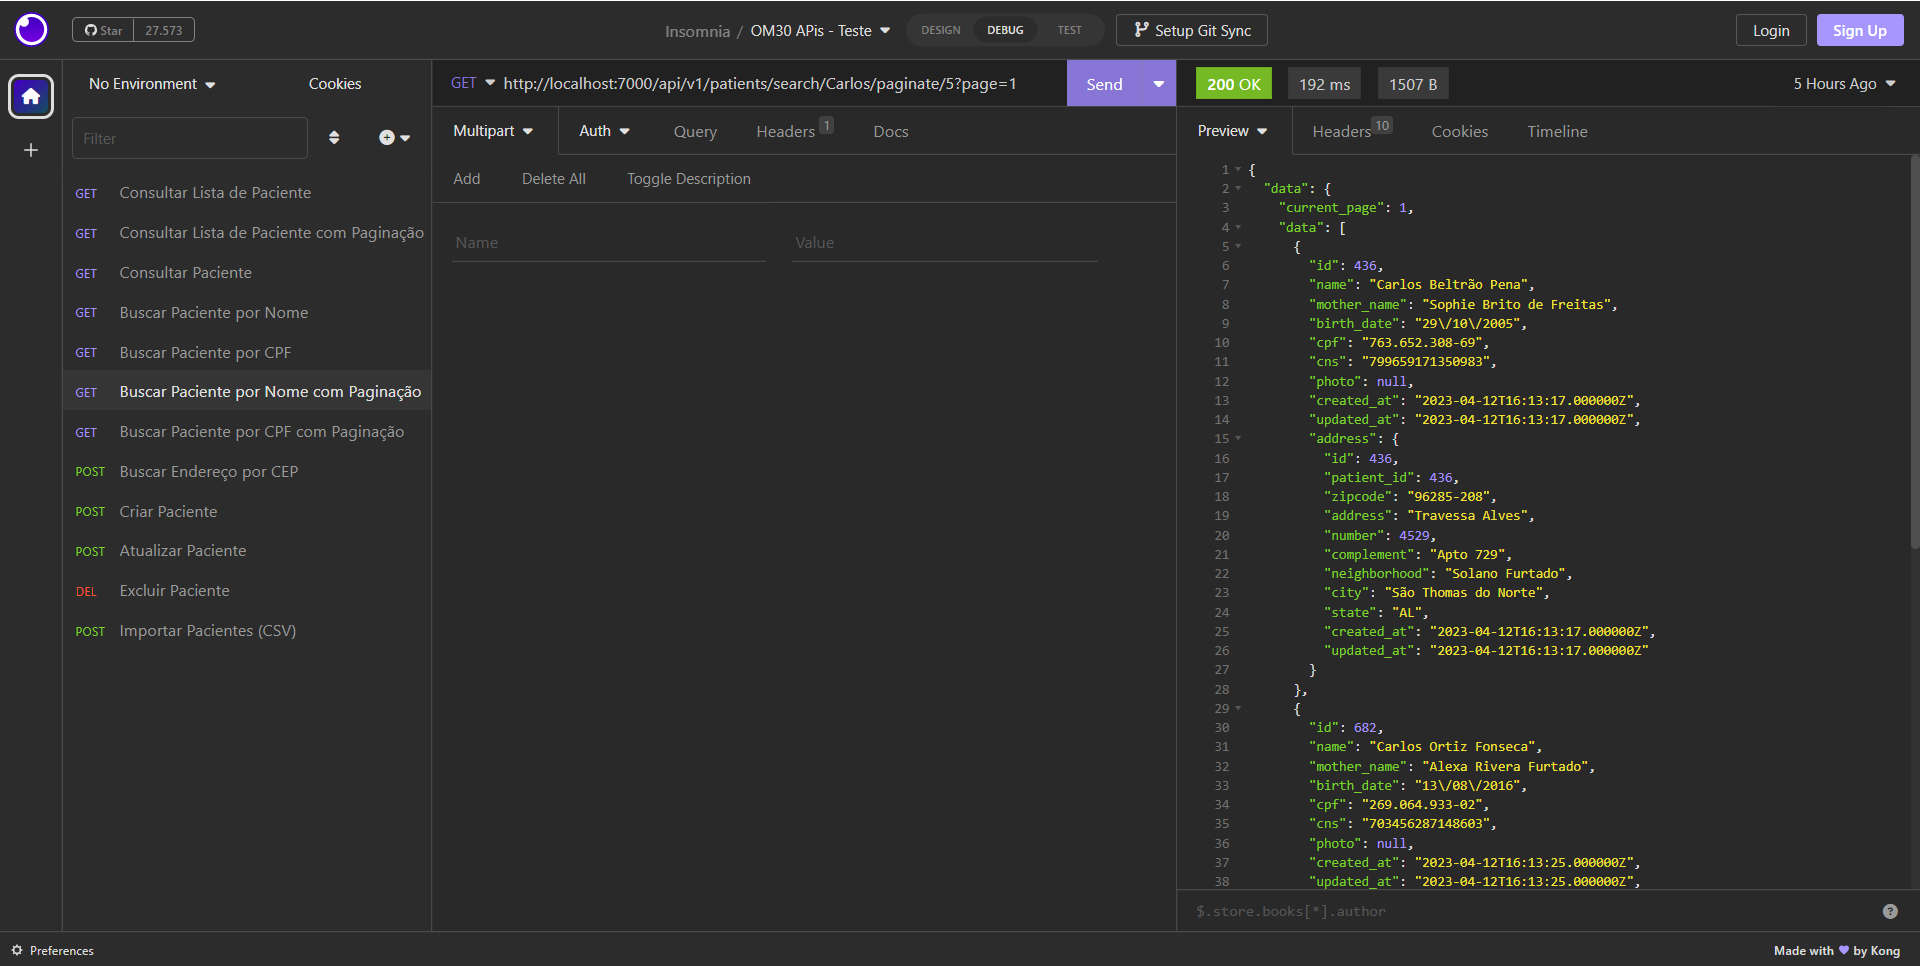 Star 27.573
Insomnia / OM30 APis - Teste
DESIGN DEBUG TEST
Setup Git Sync
Login Sign Up
No Environment Cookies
Filter
GET Consultar Lista de Paciente
GET Consultar Lista de Paciente com Paginação
GET Consultar Paciente
GET Buscar Paciente por Nome
GET Buscar Paciente por CPF
GET Buscar Paciente por Nome com Paginação
GET Buscar Paciente por CPF com Paginação
POST Buscar Endereço por CEP
POST Criar Paciente
POST Atualizar Paciente
DEL Excluir Paciente
POST Importar Pacientes (CSV)
GET http://localhost:7000/api/v1/patients/search/Carlos/paginate/5?page=1 Send
Multipart Auth Query Headers 1 Docs
Add Delete All Toggle Description
Name Value
200 OK 192 ms 1507 B 5 Hours Ago
Preview Headers 10 Cookies Timeline
1 {
2 "data": {
3 "current_page": 1,
4 "data": [
5 {
6 "id": 436,
7 "name": "Carlos Beltrão Pena",
8 "mother_name": "Sophie Brito de Freitas",
9 "birth_date": "29\/10\/2005",
10 "cpf": "763.652.308-69",
11 "cns": "799659171350983",
12 "photo": null,
13 "created_at": "2023-04-12T16:13:17.000000Z",
14 "updated_at": "2023-04-12T16:13:17.000000Z",
15 "address": {
16 "id": 436,
17 "patient_id": 436,
18 "zipcode": "96285-208",
19 "address": "Travessa Alves",
20 "number": 4529,
21 "complement": "Apto 729",
22 "neighborhood": "Solano Furtado",
23 "city": "São Thomas do Norte",
24 "state": "AL",
25 "created_at": "2023-04-12T16:13:17.000000Z",
26 "updated_at": "2023-04-12T16:13:17.000000Z"
27 }
28 },
29 {
30 "id": 682,
31 "name": "Carlos Ortiz Fonseca",
32 "mother_name": "Alexa Rivera Furtado",
33 "birth_date": "13\/08\/2016",
34 "cpf": "269.064.933-02",
35 "cns": "703456287148603",
36 "photo": null,
37 "created_at": "2023-04-12T16:13:25.000000Z",
38 "updated_at": "2023-04-12T16:13:25.000000Z",
$.store.books[*].author ?
Preferences
Made with 💜 by Kong